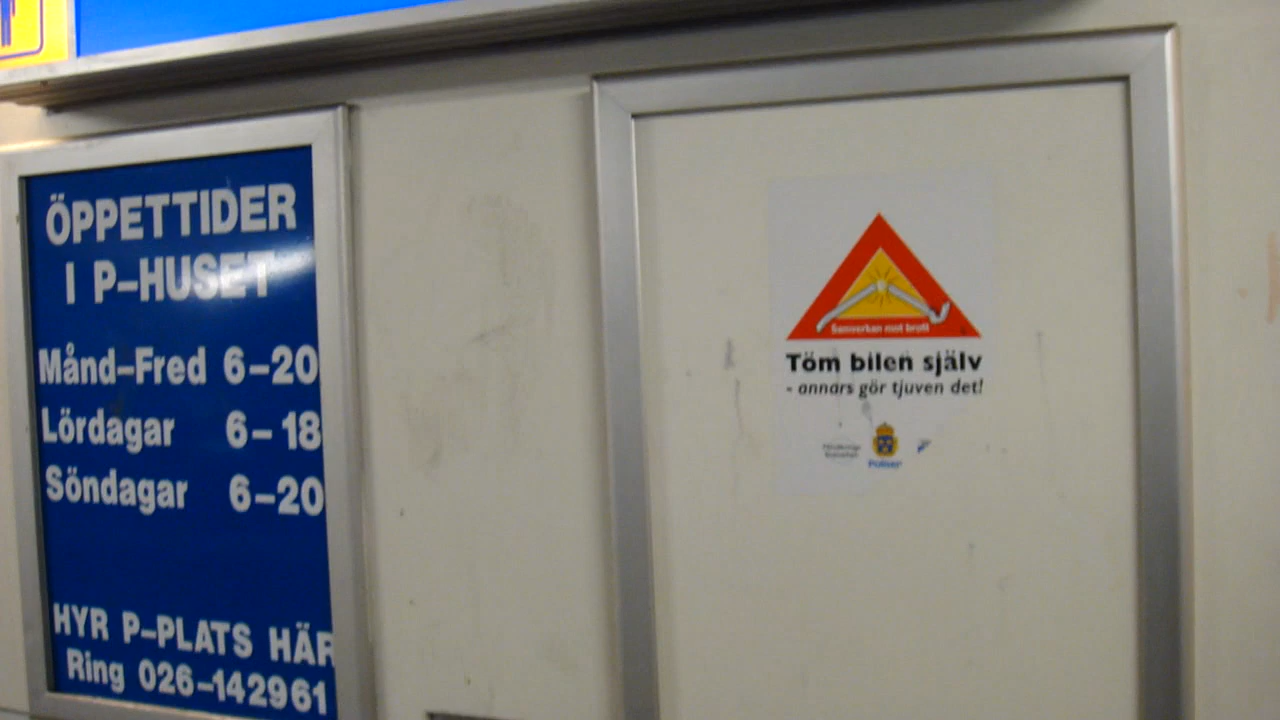 ÖPPETTIDER
I P-HUSET
Månd-Fred 6-20
Lördagar 6-18
Söndagar 6-20
HYR P-PLATS HÄR
Ring 026-142961
Samverkan mot brott
Töm bilen själv
- annars gör tjuven det!
Polisen